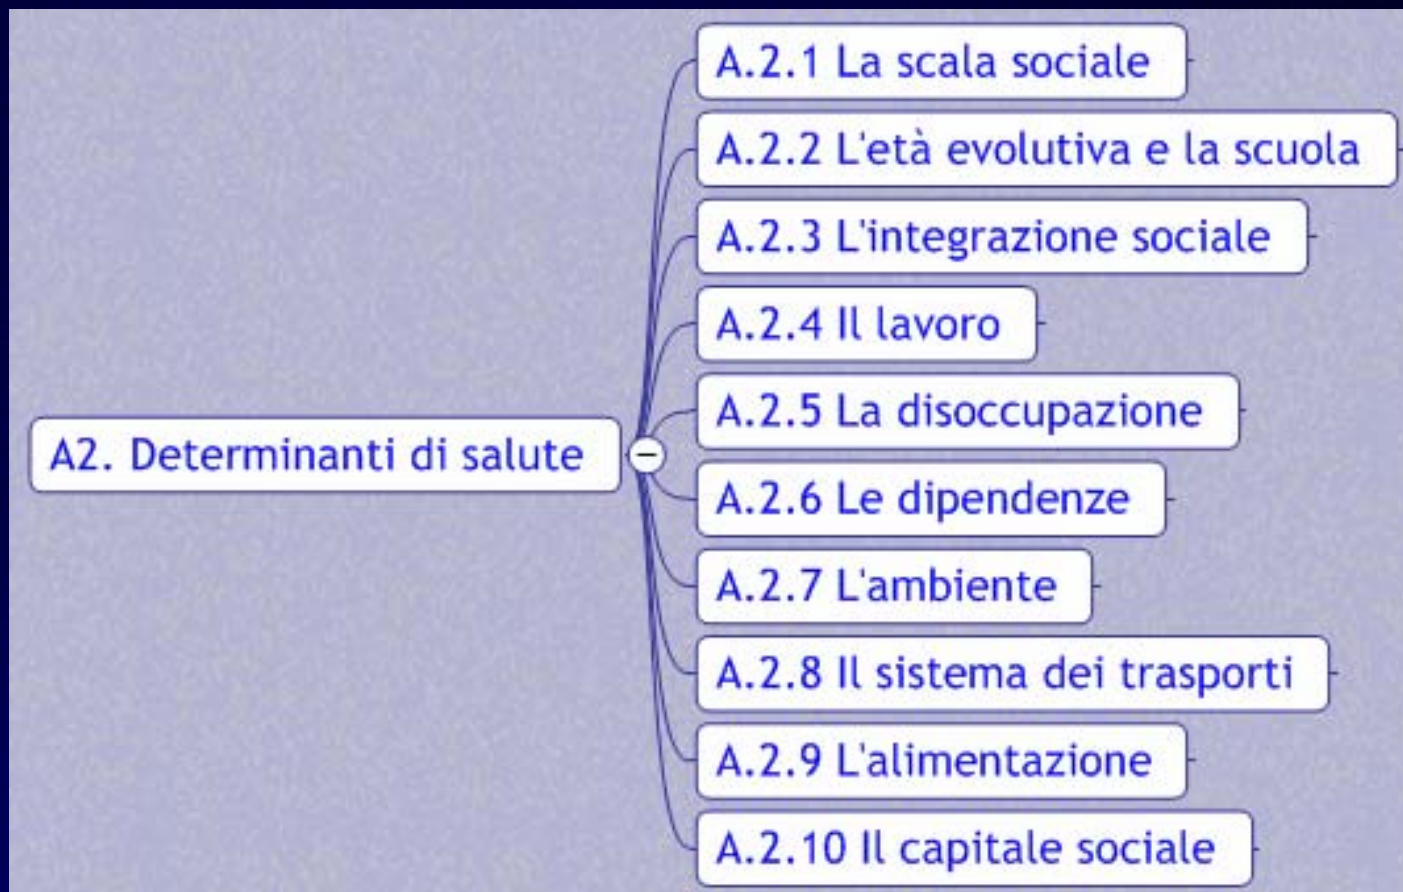 A2. Determinanti di salute
A.2.1 La scala sociale
A.2.2 L'età evolutiva e la scuola
A.2.3 L'integrazione sociale
A.2.4 Il lavoro
A.2.5 La disoccupazione
A.2.6 Le dipendenze
A.2.7 L'ambiente
A.2.8 Il sistema dei trasporti
A.2.9 L'alimentazione
A.2.10 Il capitale sociale